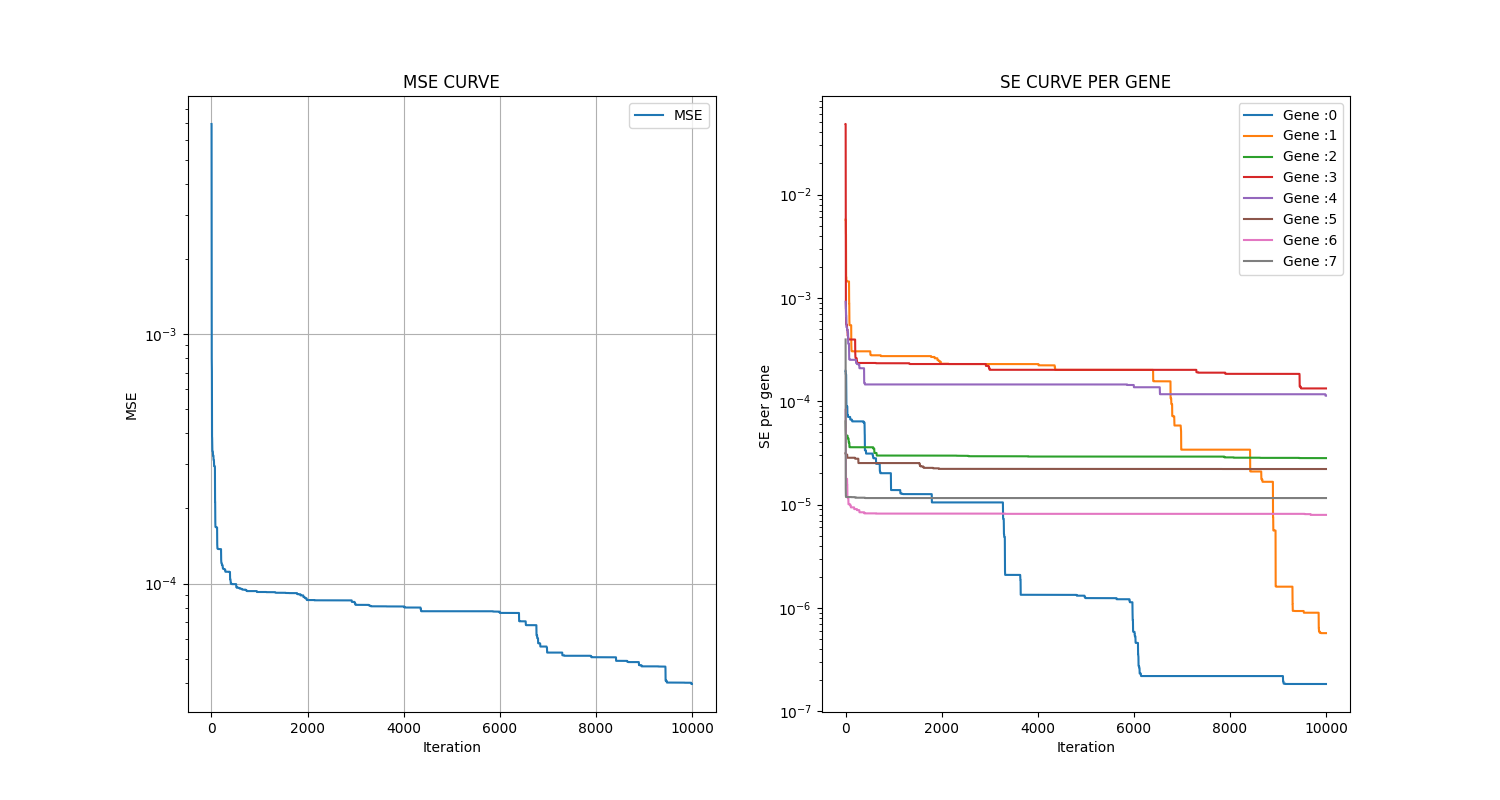 MSE CURVE
MSE
10⁻³
10⁻⁴
MSE
0 2000 4000 6000 8000 10000
Iteration
SE CURVE PER GENE
Gene :0
Gene :1
Gene :2
Gene :3
Gene :4
Gene :5
Gene :6
Gene :7
10⁻²
10⁻³
10⁻⁴
10⁻⁵
10⁻⁶
10⁻⁷
SE per gene
0 2000 4000 6000 8000 10000
Iteration